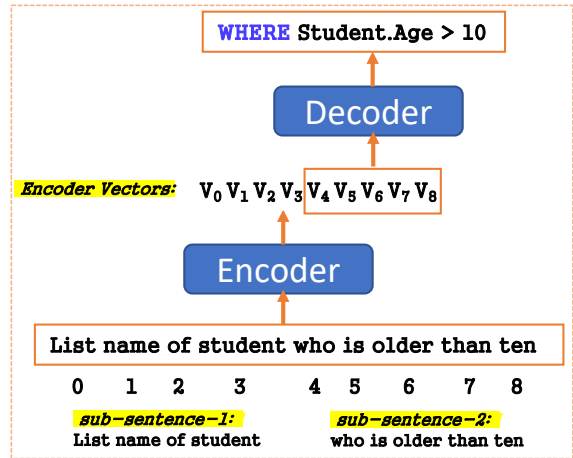 WHERE Student.Age > 10
Decoder
Encoder Vectors: V0 V1 V2 V3 V4 V5 V6 V7 V8
Encoder
List name of student who is older than ten
0 1 2 3 4 5 6 7 8
sub-sentence-1: sub-sentence-2:
List name of student who is older than ten